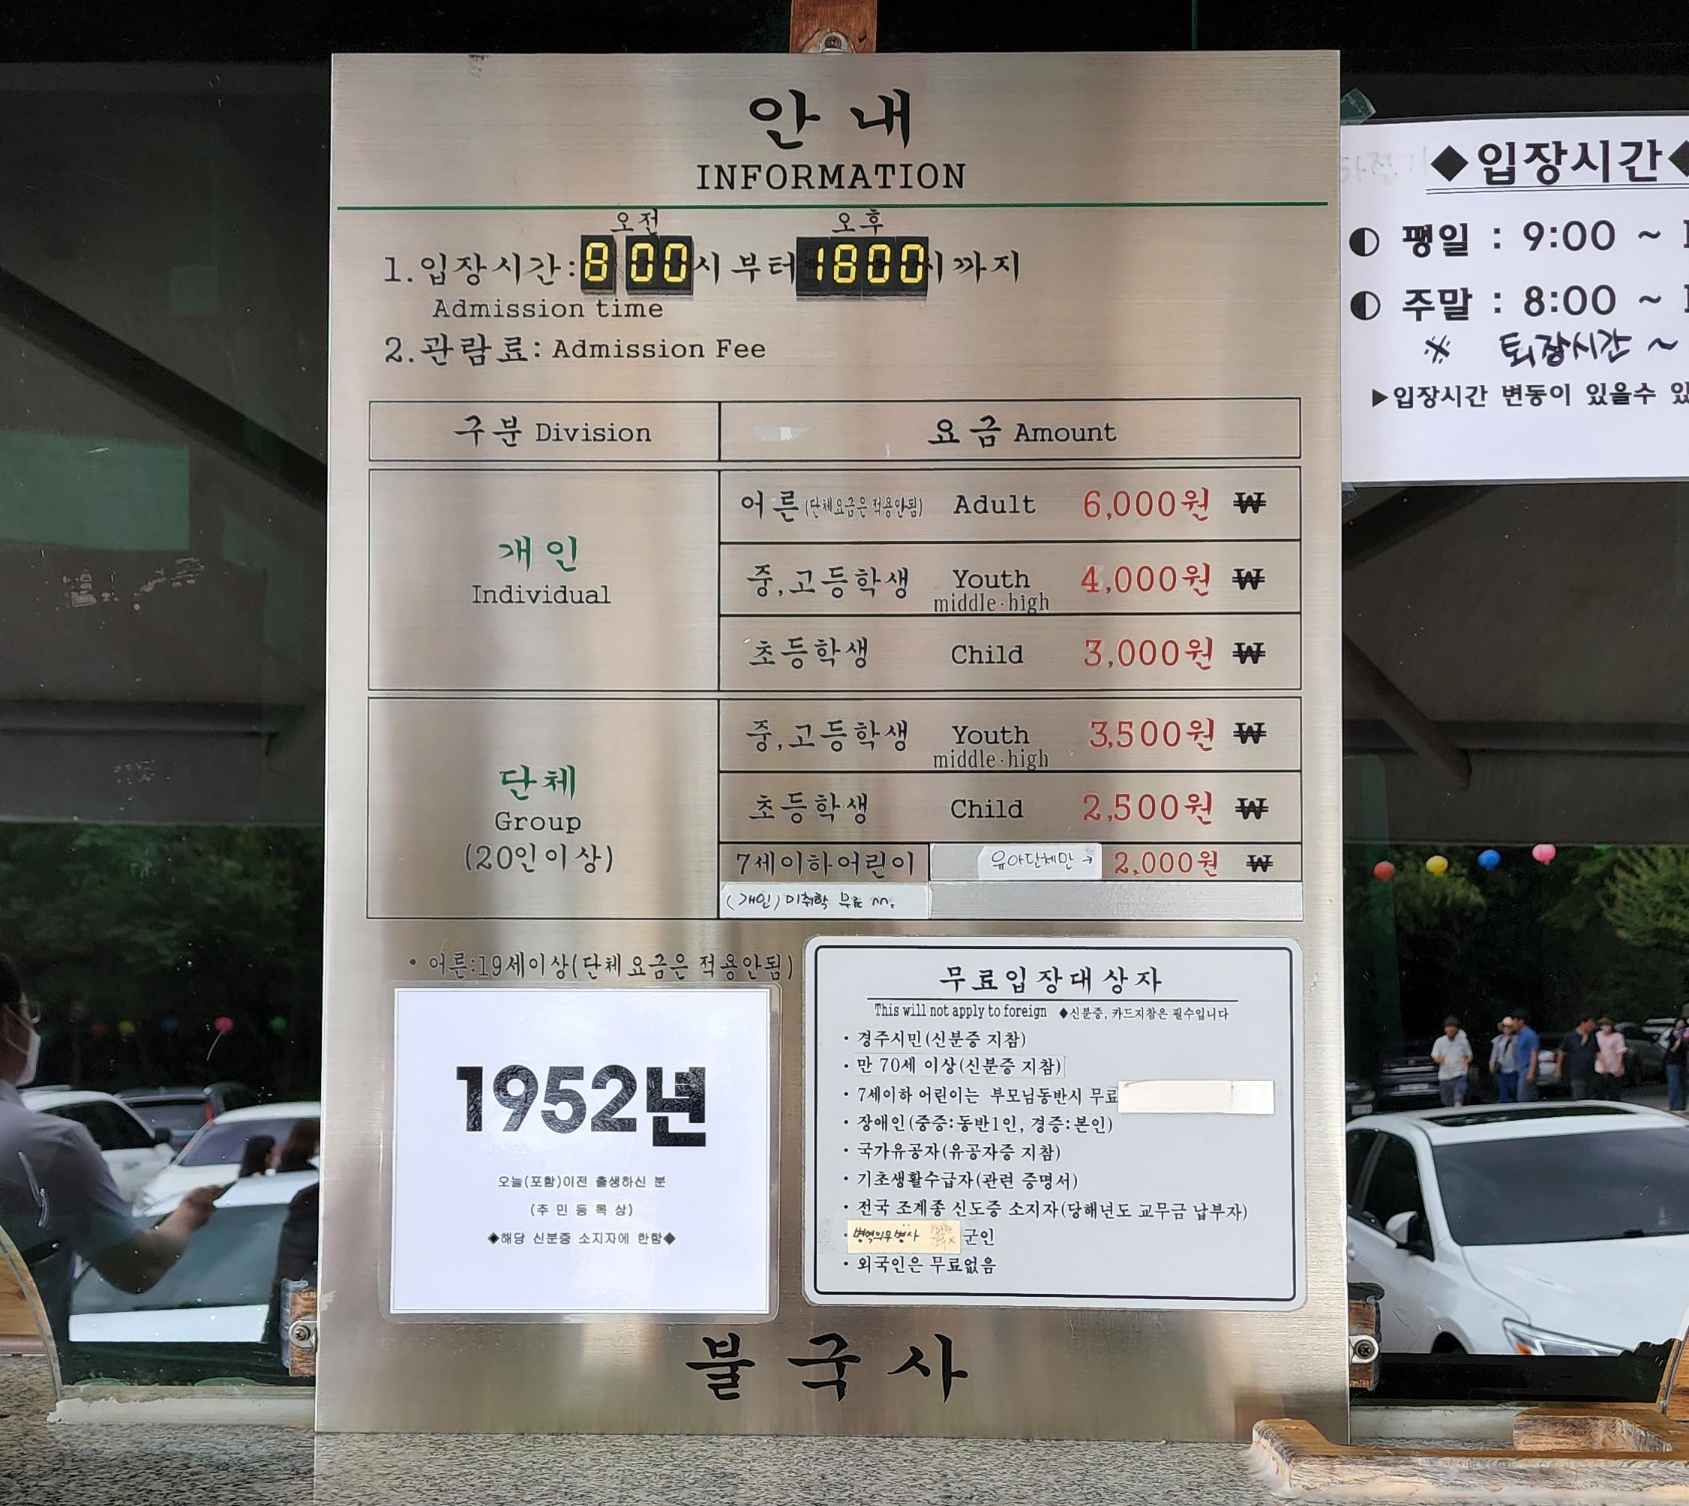 안내
INFORMATION
오전 오후
1. 입장시간: 8 00시 부터 1800시 까지
Admission time
2. 관람료: Admission Fee
구분 Division 요금 Amount
개인
Individual
어른(단체요금은 적용안됨) Adult 6,000원 ₩
중,고등학생 Youth middle·high 4,000원 ₩
초등학생 Child 3,000원 ₩
단체
Group
(20인이상)
중,고등학생 Youth middle·high 3,500원 ₩
초등학생 Child 2,500원 ₩
7세이하어린이 유아단체만 → 2,000원 ₩
(개인) 미취학 무료
• 어른:19세이상(단체요금은 적용안됨)
1952년
오늘(포함)이전 출생하신 분
(주민등록상)
◆해당 신분증 소지자에 한함◆
무료입장대상자
This will not apply to foreign ◆신분증, 카드지참은 필수입니다
· 경주시민(신분증 지참)
· 만 70세 이상(신분증 지참)
· 7세이하 어린이는 부모님동반시 무료
· 장애인(중증:동반1인, 경증:본인)
· 국가유공자(유공자증 지참)
· 기초생활수급자(관련 증명서)
· 전국 조계종 신도증 소지자(당해년도 교무금 납부자)
· 병역의무병사 군인
· 외국인은 무료없음
불국사
◆입장시간◆
◐ 평일 : 9:00 ~
◐ 주말 : 8:00 ~
※ 퇴장시간 ~
▶입장시간 변동이 있을수